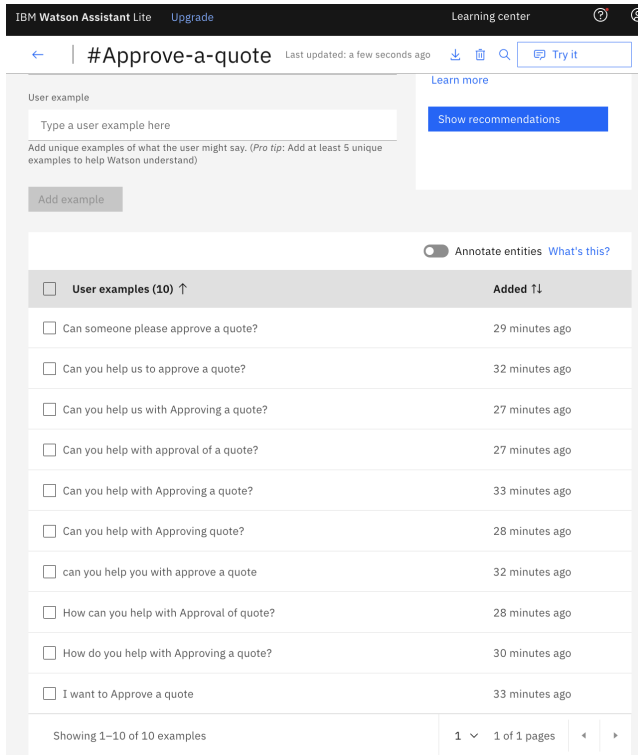 IBM Watson Assistant Lite Upgrade Learning center
#Approve-a-quote Last updated: a few seconds ago Try it
Learn more
User example
Type a user example here
Show recommendations
Add unique examples of what the user might say. (Pro tip: Add at least 5 unique
examples to help Watson understand)
Add example
Annotate entities What's this?
User examples (10) ↑ Added ↑↓
Can someone please approve a quote? 29 minutes ago
Can you help us to approve a quote? 32 minutes ago
Can you help us with Approving a quote? 27 minutes ago
Can you help with approval of a quote? 27 minutes ago
Can you help with Approving a quote? 33 minutes ago
Can you help with Approving quote? 28 minutes ago
can you help you with approve a quote 32 minutes ago
How can you help with Approval of quote? 28 minutes ago
How do you help with Approving a quote? 30 minutes ago
I want to Approve a quote 33 minutes ago
Showing 1–10 of 10 examples 1 1 of 1 pages